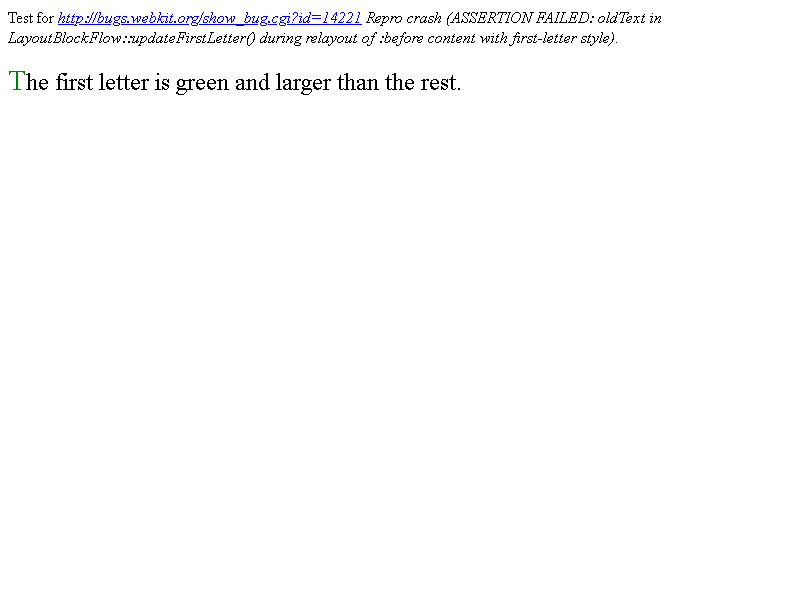 Test for http://bugs.webkit.org/show_bug.cgi?id=14221 Repro crash (ASSERTION FAILED: oldText in
LayoutBlockFlow::updateFirstLetter() during relayout of :before content with first-letter style).
The first letter is green and larger than the rest.